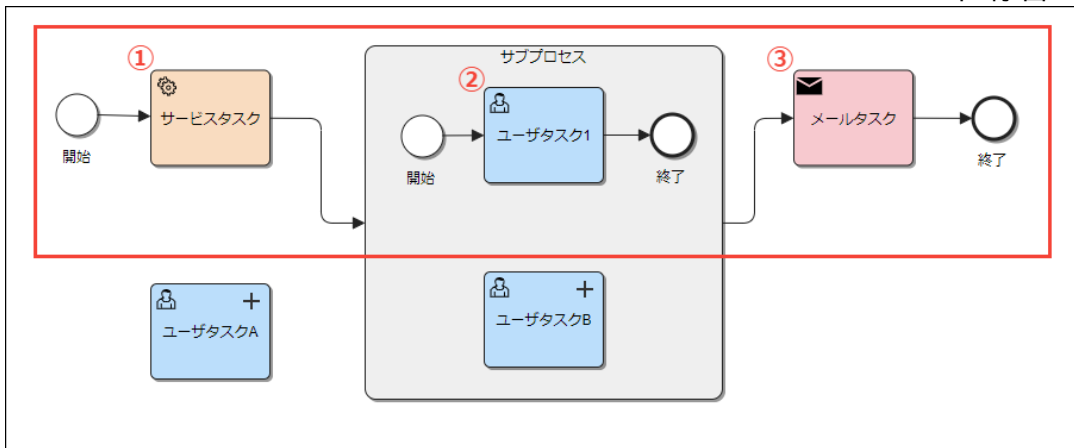 サブプロセス
①
②
③
サービスタスク
ユーザタスク1
メールタスク
開始
開始
終了
終了
ユーザタスクA
ユーザタスクB